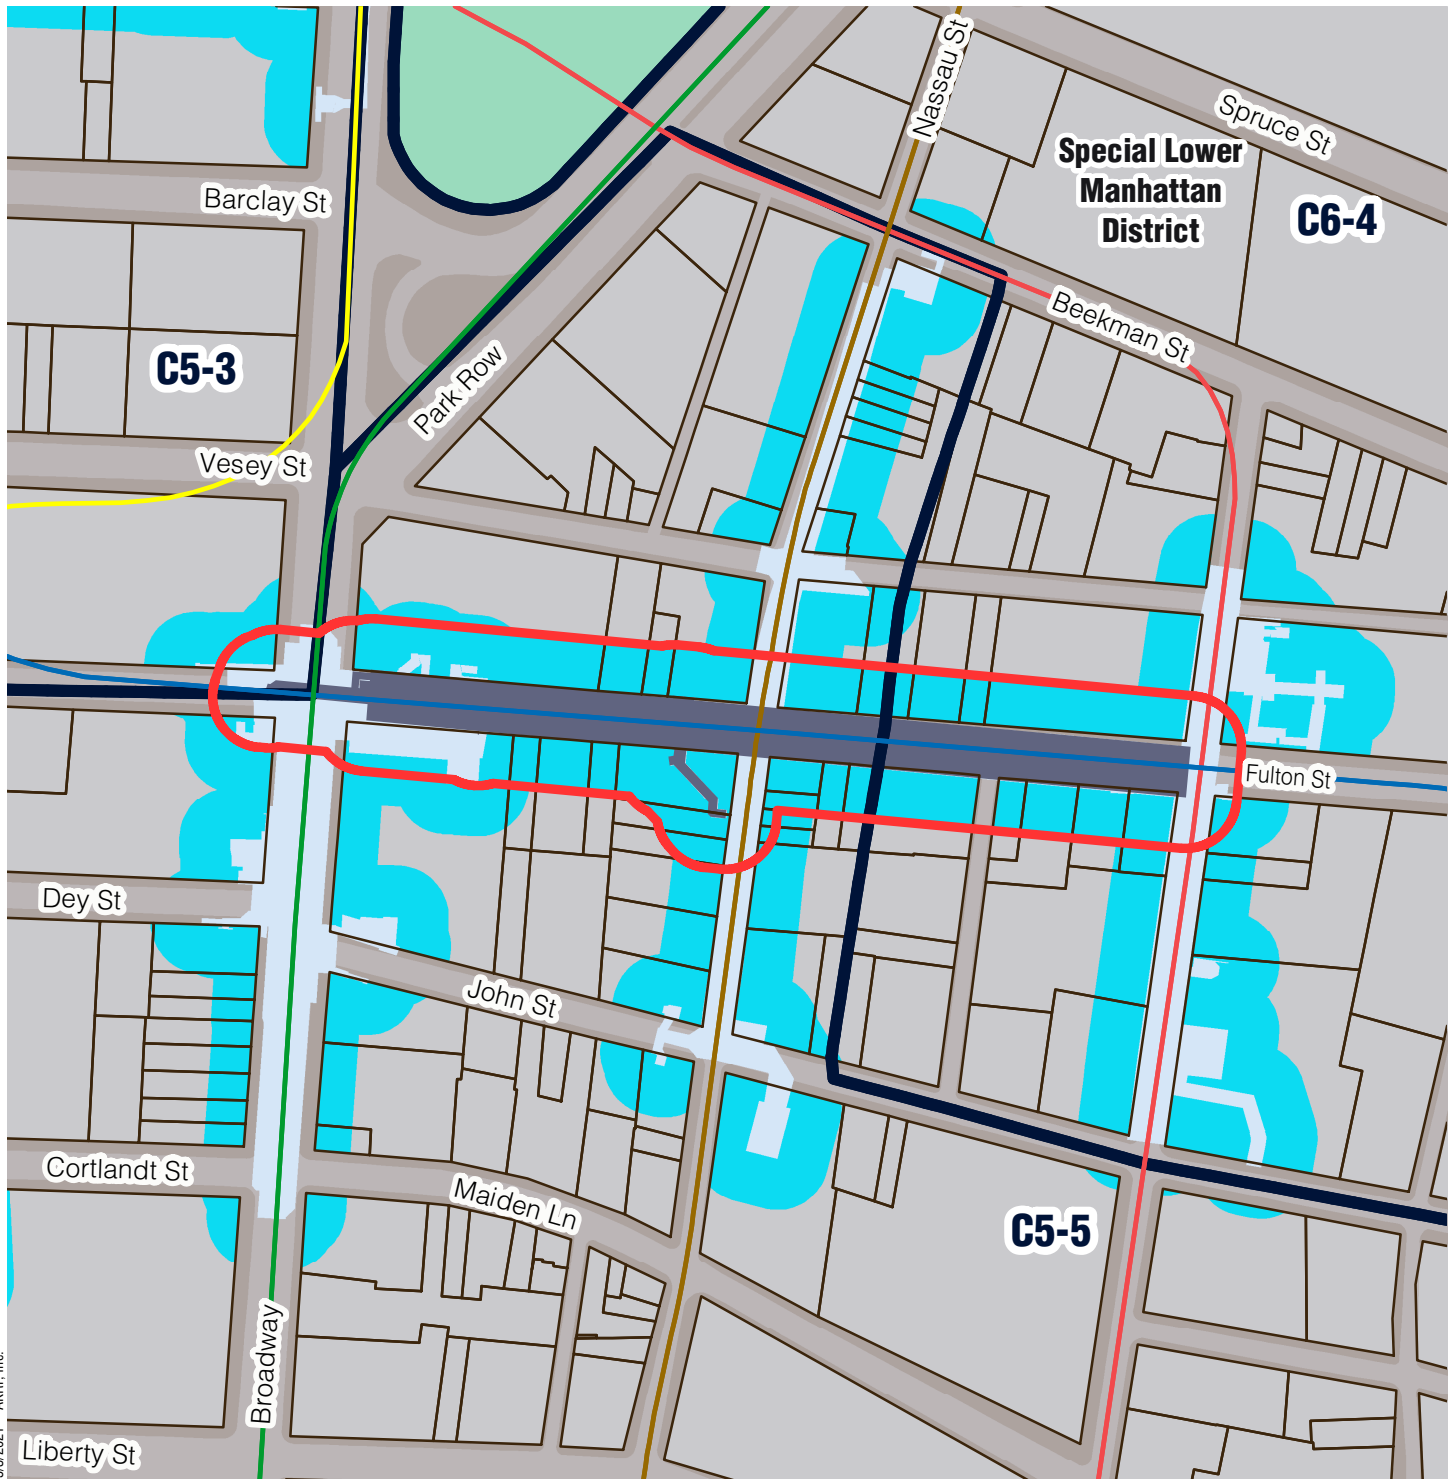 Nassau St
Spruce St
Special Lower
Manhattan
District
C6-4
Barclay St
Beekman St
C5-3
Park Row
Vesey St
Fulton St
Dey St
John St
Cortlandt St
Maiden Ln
C5-5
Broadway
Liberty St